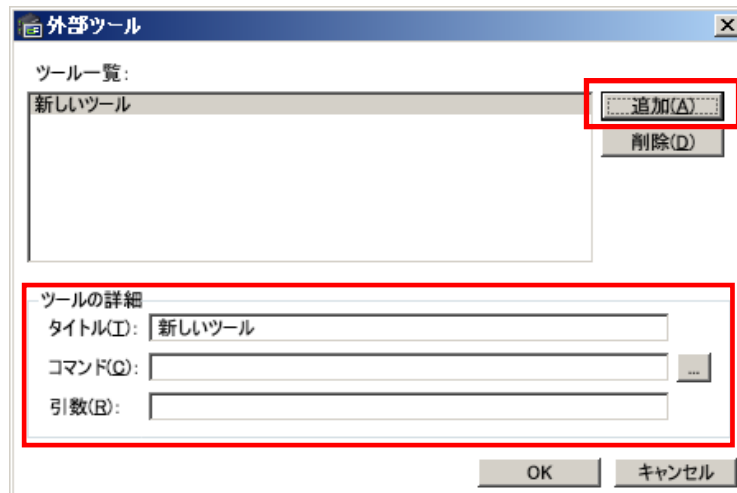 外部ツール
ツール一覧:
新しいツール
追加(A)
削除(D)
ツールの詳細
タイトル(T): 新しいツール
コマンド(C): ...
引数(R):
OK キャンセル